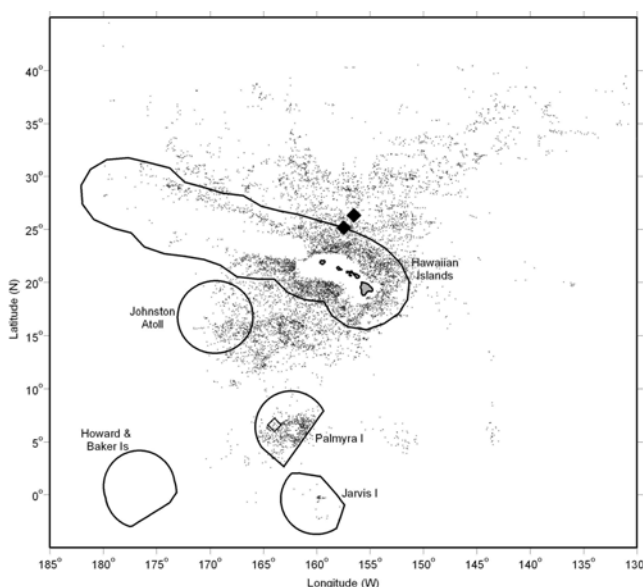 40°
35°
30°
25°
20°
15°
10°
5°
0°
Latitude (N)
Hawaiian
Islands
Johnston
Atoll
Howard &
Baker Is
Palmyra I
Jarvis I
185° 180° 175° 170° 165° 160° 155° 150° 145° 140° 135° 130°
Longitude (W)